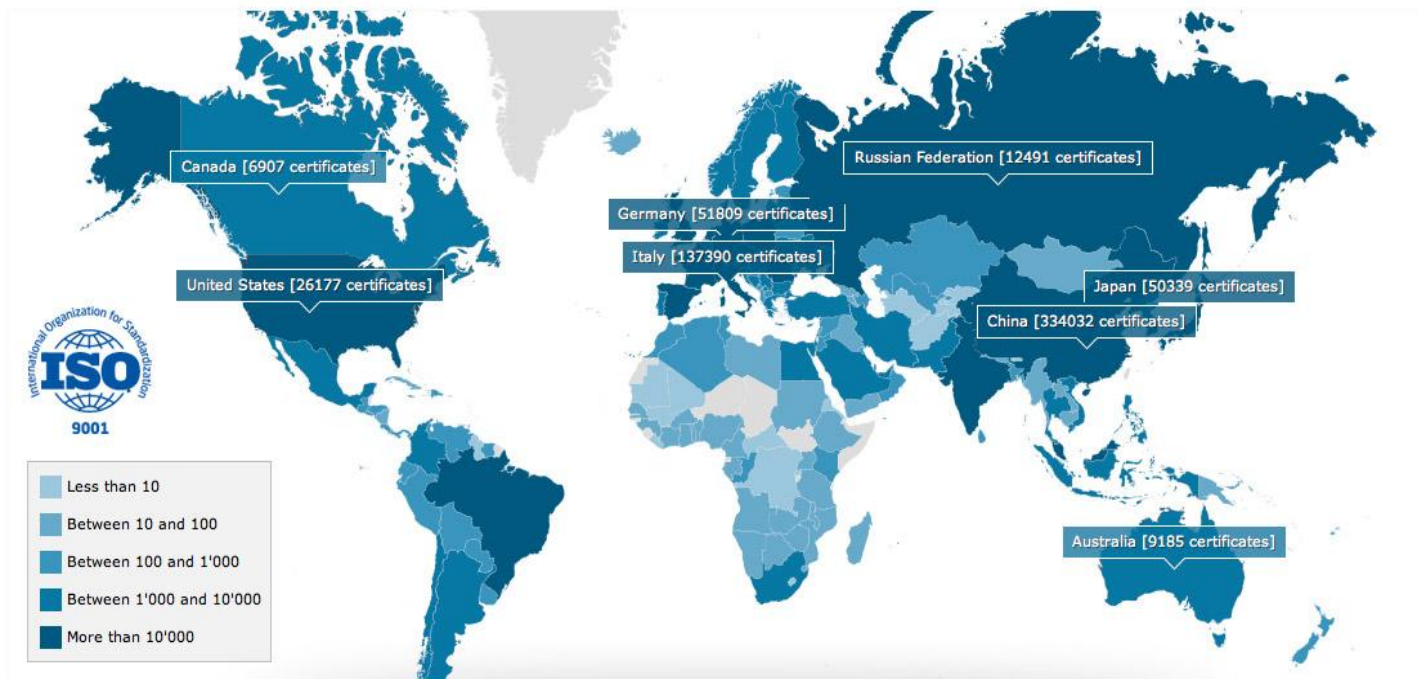 Canada [6907 certificates]
Russian Federation [12491 certificates]
Germany [51809 certificates]
Italy [137390 certificates]
United States [26177 certificates]
Japan [50339 certificates]
China [334032 certificates]
International Organization for Standardization
ISO
9001
Less than 10
Between 10 and 100
Between 100 and 1'000
Between 1'000 and 10'000
More than 10'000
Australia [9185 certificates]